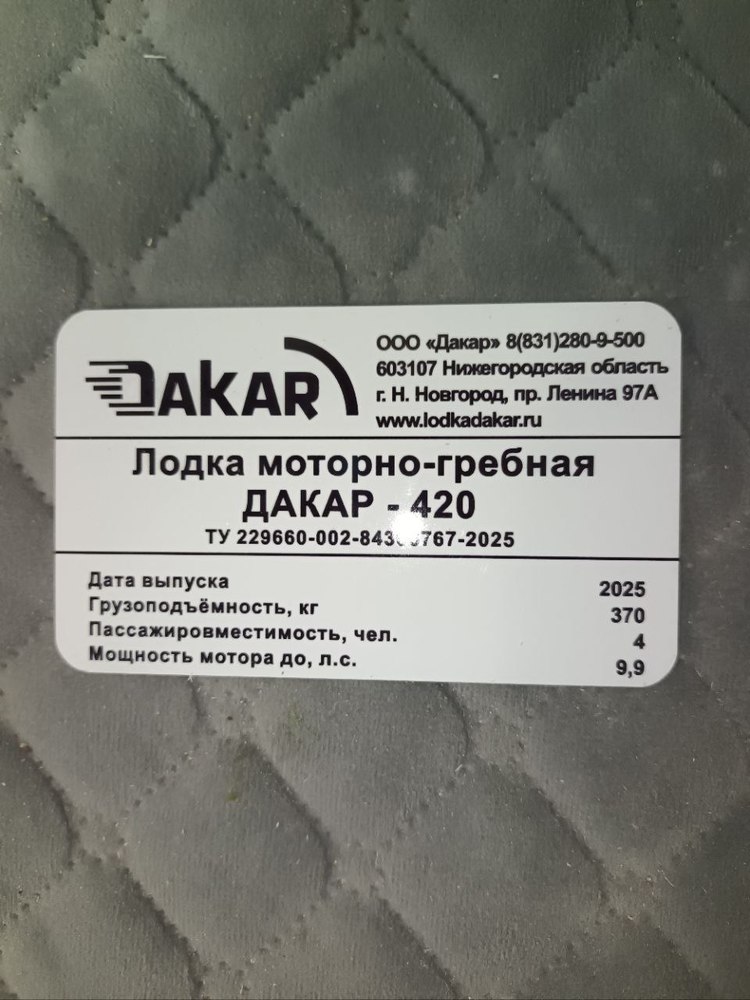 DAKAR
ООО «Дакар» 8(831)280-9-500
603107 Нижегородская область
г. Н. Новгород, пр. Ленина 97А
www.lodkadakar.ru
Лодка моторно-гребная
ДАКАР - 420
ТУ
Дата выпуска 2025
Грузоподъёмность, кг 370
Пассажировместимость, чел. 4
Мощность мотора до, л.с. 9,9